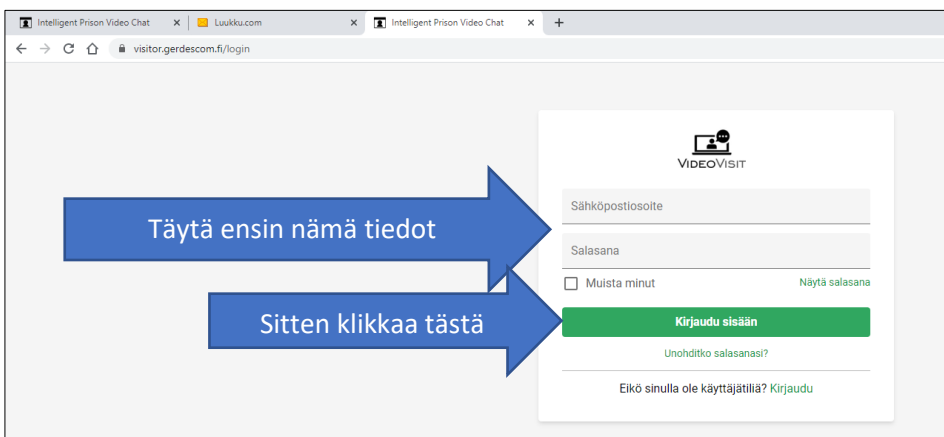 Intelligent Prison Video Chat
Luukku.com
Intelligent Prison Video Chat
visitor.gerdescom.fi/login
VIDEOVISIT
Täytä ensin nämä tiedot
Sähköpostiosoite
Salasana
Muista minut
Näytä salasana
Sitten klikkaa tästä
Kirjaudu sisään
Unohditko salasanasi?
Eikö sinulla ole käyttäjätiliä? Kirjaudu